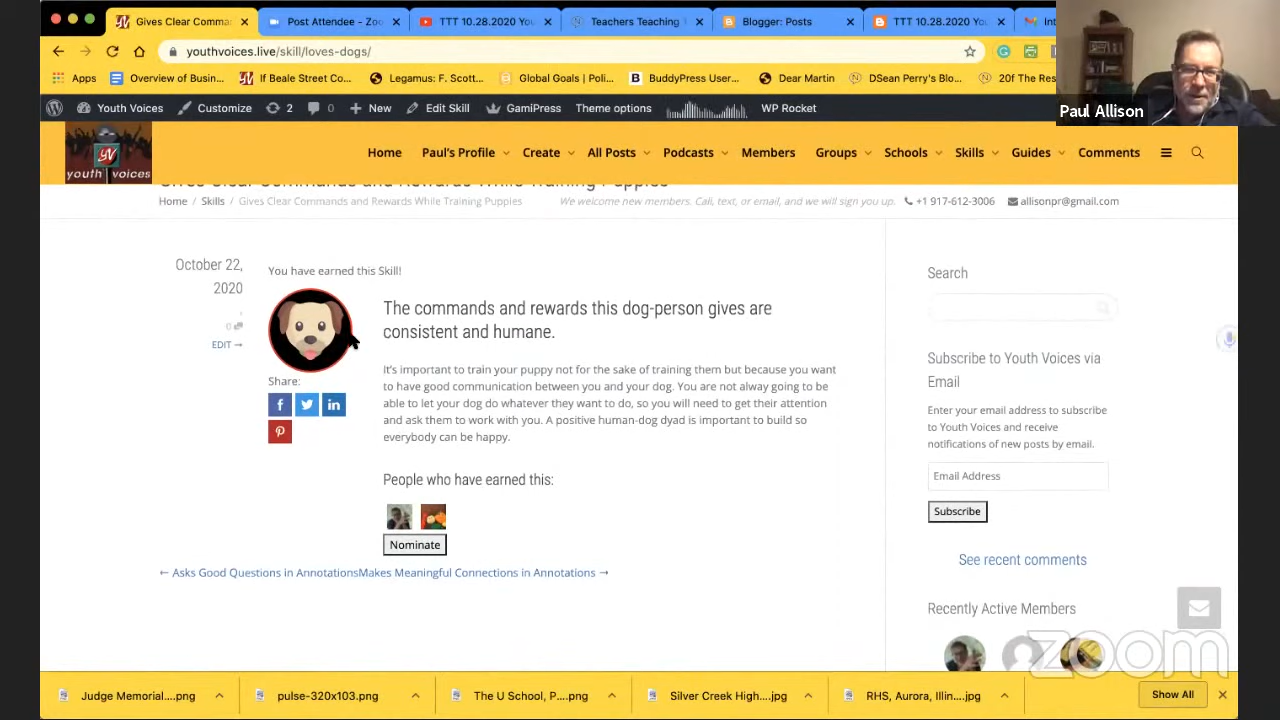 Gives Clear Comma
Post Attendee - Zoo
TTT 10.28.2020 You
Teachers Teaching
Blogger: Posts
TTT 10.28.2020 You
Int
youthvoices.live/skill/loves-dogs/
Apps
Overview of Busin...
If Beale Street Co...
Legamus: F. Scott...
Global Goals | Poli...
BuddyPress User...
Dear Martin
DSean Perry's Blo...
20f The Res
Paul Allison
Youth Voices
Customize
2
0
New
Edit Skill
GamiPress
Theme options
WP Rocket
YV
youth voices
Home
Paul's Profile
Create
All Posts
Podcasts
Members
Groups
Schools
Skills
Guides
Comments
Gives Clear Commands and Rewards While Training Puppies
Home / Skills / Gives Clear Commands and Rewards While Training Puppies
We welcome new members. Call, text, or email, and we will sign you up.
+1 917-612-3006
allisonpr@gmail.com
October 22,
2020
0
EDIT →
You have earned this Skill!
Share:
The commands and rewards this dog-person gives are
consistent and humane.
It's important to train your puppy not for the sake of training them but because you want
to have good communication between you and your dog. You are not alway going to be
able to let your dog do whatever they want to do, so you will need to get their attention
and ask them to work with you. A positive human-dog dyad is important to build so
everybody can be happy.
People who have earned this:
Nominate
← Asks Good Questions in AnnotationsMakes Meaningful Connections in Annotations →
Search
Subscribe to Youth Voices via
Email
Enter your email address to subscribe
to Youth Voices and receive
notifications of new posts by email.
Email Address
Subscribe
See recent comments
Recently Active Members
zoom
Judge Memorial....png
pulse-320x103.png
The U School, P....png
Silver Creek High....jpg
RHS, Aurora, Illin....jpg
Show All